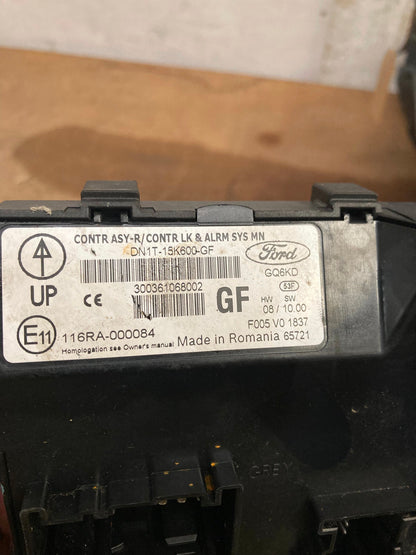 CONTR ASY-R/CONTR LK & ALRM SYS MN
DN1T-15K600-GF
Ford
GQ6KD
53F
UP
CE
300361068002
GF
HW SW
08 / 10.00
F005 V0 1837
E11
116RA-000084
Made in Romania 65721
Homologation see Owner's manual
GREY